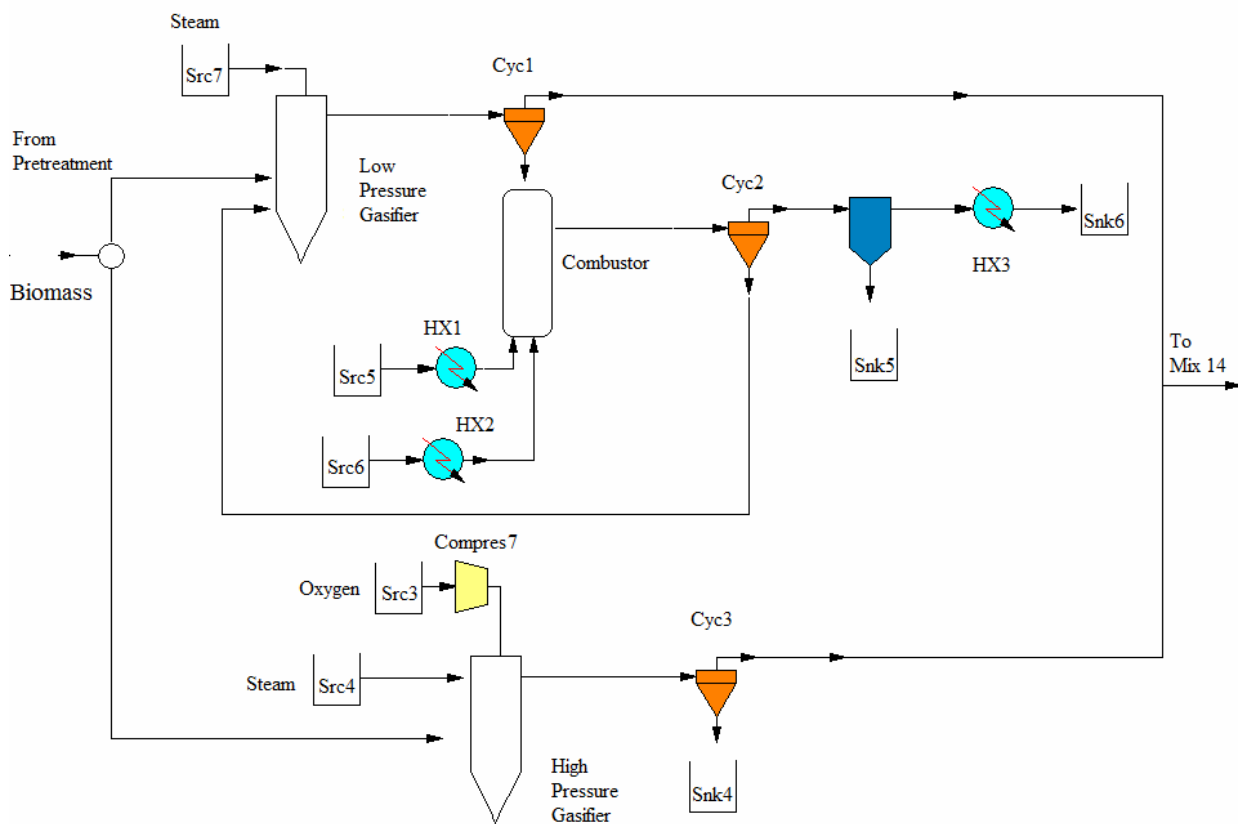 Steam
Src7
Cyc1
From
Pretreatment
Low
Pressure
Gasifier
Cyc2
Snk6
Combustor
HX3
Biomass
HX1
Src5
Snk5
To
Mix 14
HX2
Src6
Compres7
Oxygen
Src3
Cyc3
Steam
Src4
High
Pressure
Gasifier
Snk4